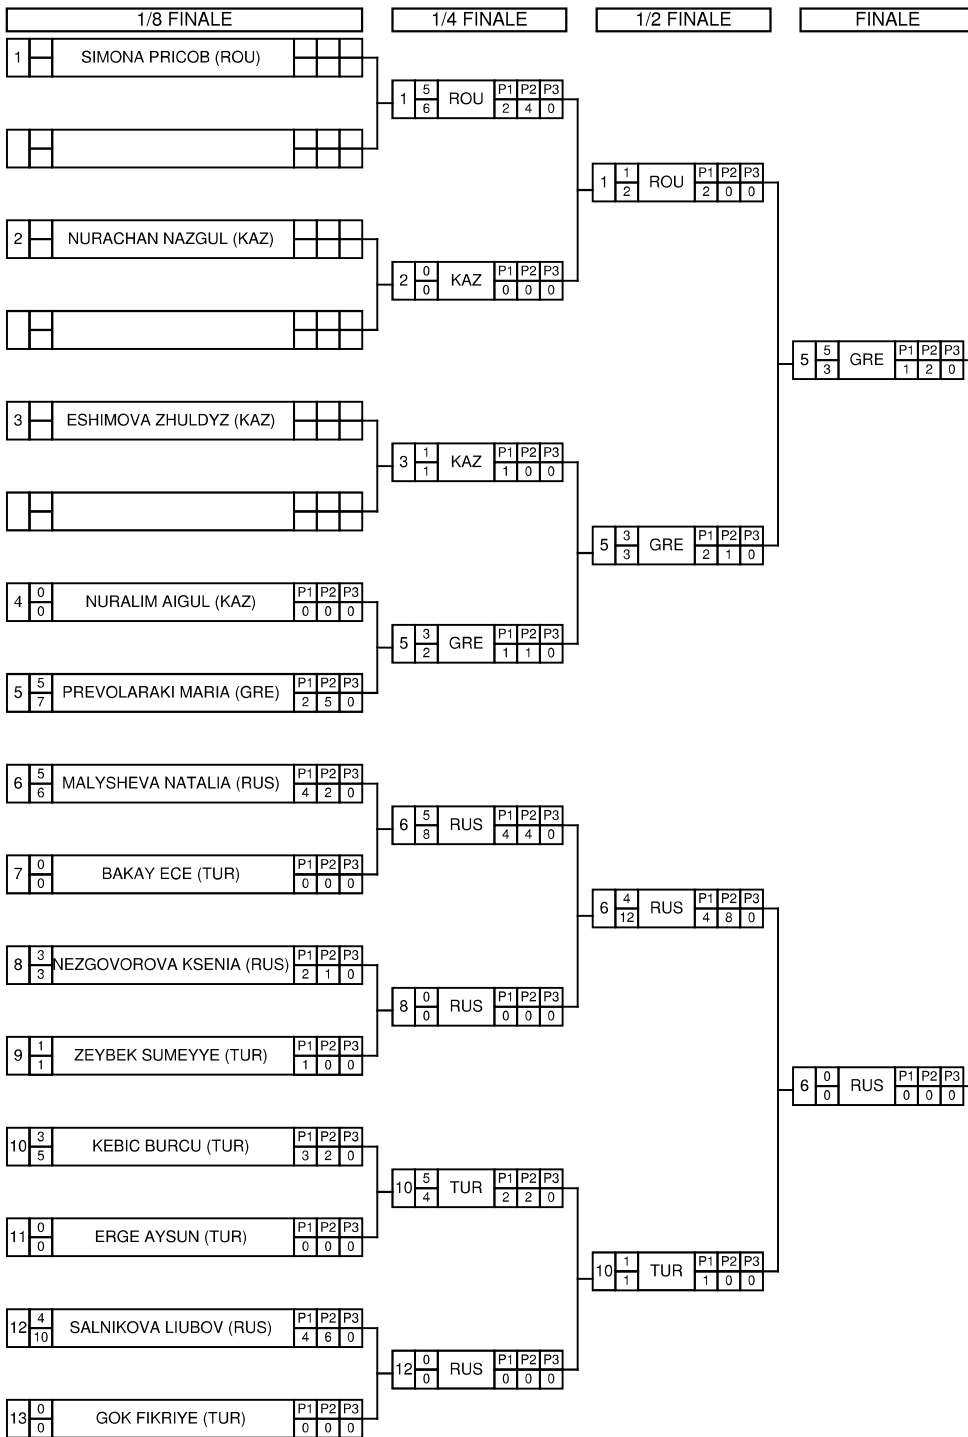 1/8 FINALE 1/4 FINALE 1/2 FINALE FINALE
1 SIMONA PRICOB (ROU)
1 5 6 ROU P1 P2 P3 2 4 0
1 1 2 ROU P1 P2 P3 2 0 0
2 NURACHAN NAZGUL (KAZ)
2 0 0 KAZ P1 P2 P3 0 0 0
5 5 3 GRE P1 P2 P3 1 2 0
3 ESHIMOVA ZHULDYZ (KAZ)
3 1 1 KAZ P1 P2 P3 1 0 0
5 3 3 GRE P1 P2 P3 2 1 0
4 0 0 NURALIM AIGUL (KAZ) P1 P2 P3 0 0 0
5 3 2 GRE P1 P2 P3 1 1 0
5 5 7 PREVOLARAKI MARIA (GRE) P1 P2 P3 2 5 0
6 5 6 MALYSHEVA NATALIA (RUS) P1 P2 P3 4 2 0
6 5 8 RUS P1 P2 P3 4 4 0
7 0 0 BAKAY ECE (TUR) P1 P2 P3 0 0 0
6 4 12 RUS P1 P2 P3 4 8 0
8 3 3 NEZGOVOROVA KSENIA (RUS) P1 P2 P3 2 1 0
8 0 0 RUS P1 P2 P3 0 0 0
9 1 1 ZEYBEK SUMEYYE (TUR) P1 P2 P3 1 0 0
6 0 0 RUS P1 P2 P3 0 0 0
10 3 5 KEBIC BURCU (TUR) P1 P2 P3 3 2 0
10 5 4 TUR P1 P2 P3 2 2 0
11 0 0 ERGE AYSUN (TUR) P1 P2 P3 0 0 0
10 1 1 TUR P1 P2 P3 1 0 0
12 4 10 SALNIKOVA LIUBOV (RUS) P1 P2 P3 4 6 0
12 0 0 RUS P1 P2 P3 0 0 0
13 0 0 GOK FIKRIYE (TUR) P1 P2 P3 0 0 0